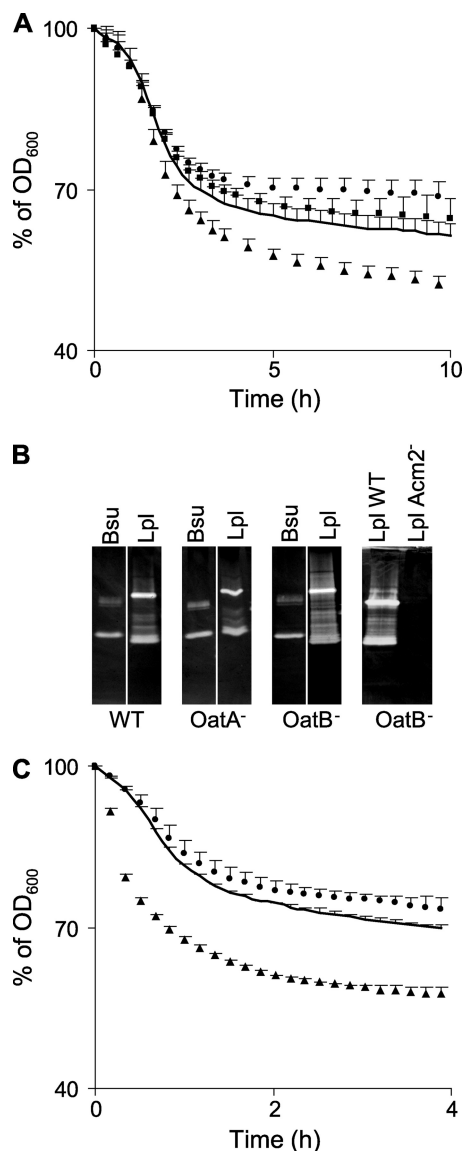 A
100
70
40
% of OD₆₀₀
0
5
10
Time (h)
B
Bsu
Lpl
Bsu
Lpl
Bsu
Lpl
Lpl WT
Lpl Acm2⁻
WT
OatA⁻
OatB⁻
OatB⁻
C
100
70
40
% of OD₆₀₀
0
2
4
Time (h)